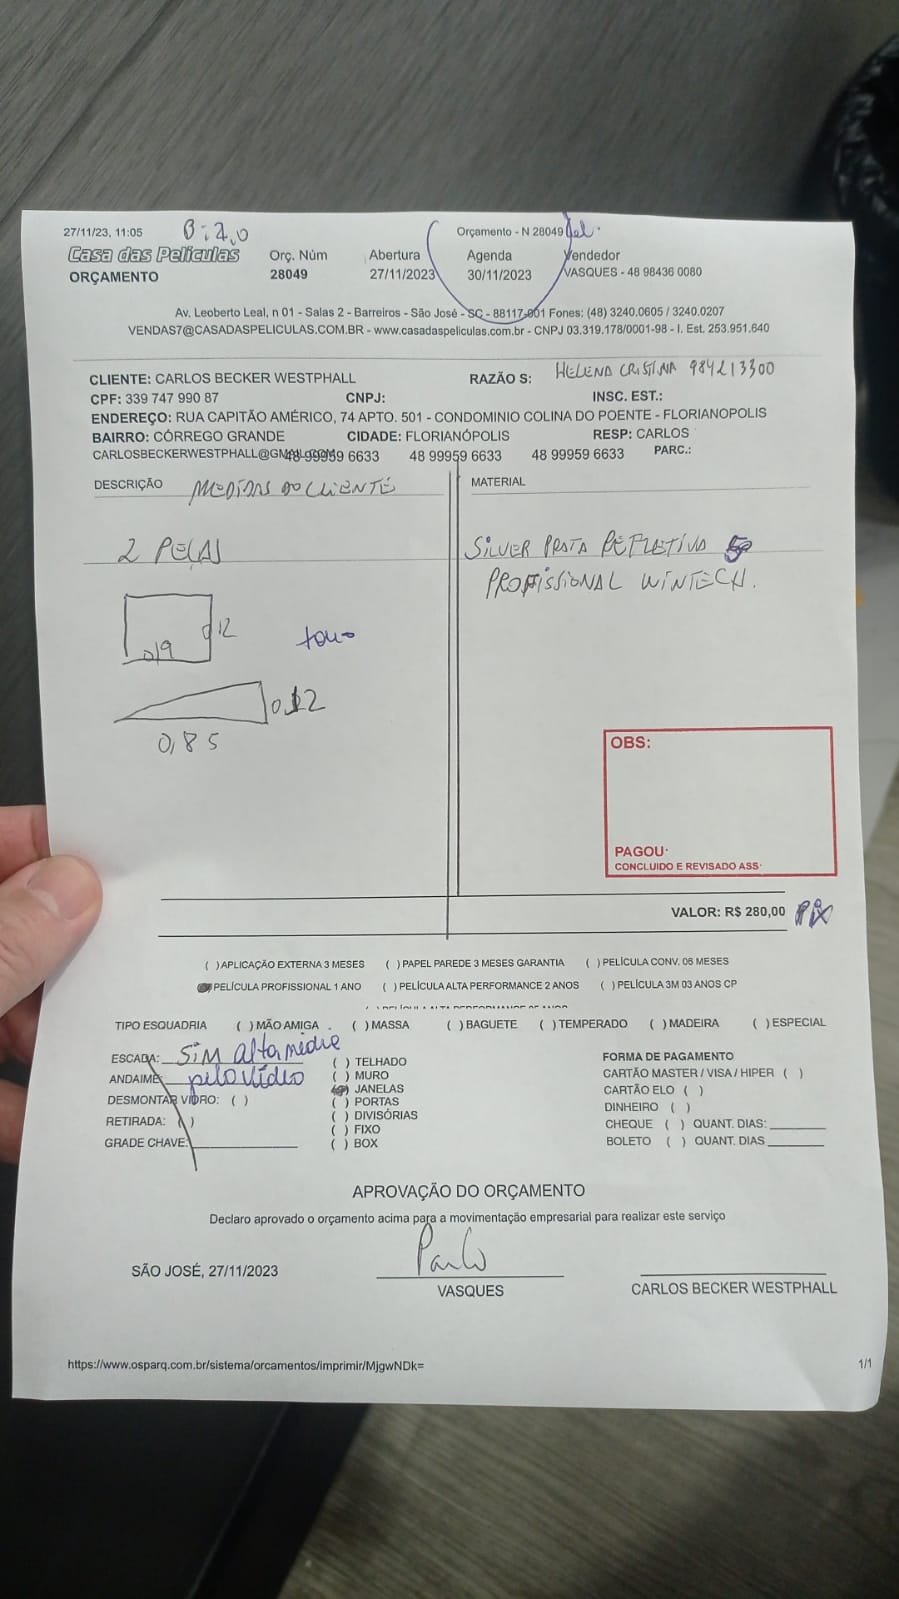 27/11/23, 11:05 Orçamento - N 28049
Casa das Películas Orç. Núm Abertura Agenda Vendedor
ORÇAMENTO 28049 27/11/2023 30/11/2023 VASQUES - 48 98436 0080
Av. Leoberto Leal, n 01 - Salas 2 - Barreiros - São José - SC - 88117-001 Fones: (48) 3240.0605 / 3240.0207
VENDAS7@CASADASPELICULAS.COM.BR - www.casadaspeliculas.com.br - CNPJ 03.319.178/0001-98 - I. Est. 253.951.640
CLIENTE: CARLOS BECKER WESTPHALL RAZÃO S: HELENA CRISTINA 984213300
CPF: 339 747 990 87 CNPJ: INSC. EST.:
ENDEREÇO: RUA CAPITÃO AMÉRICO, 74 APTO. 501 - CONDOMINIO COLINA DO POENTE - FLORIANOPOLIS
BAIRRO: CÓRREGO GRANDE CIDADE: FLORIANÓPOLIS RESP: CARLOS
CARLOSBECKERWESTPHALL@GMAIL.COM 48 99959 6633 48 99959 6633 48 99959 6633 PARC.:
DESCRIÇÃO MEDIDAS DO CLIENTE MATERIAL
2 PEÇAS SILVER PRATA REFLETIVO
PROFISSIONAL WINTECH.
0,12
0,19
0,12
0,85
OBS:
PAGOU
CONCLUIDO E REVISADO ASS
VALOR: R$ 280,00 PIX
( ) APLICAÇÃO EXTERNA 3 MESES ( ) PAPEL PAREDE 3 MESES GARANTIA ( ) PELÍCULA CONV. 06 MESES
PELÍCULA PROFISSIONAL 1 ANO ( ) PELÍCULA ALTA PERFORMANCE 2 ANOS ( ) PELÍCULA 3M 03 ANOS CP
TIPO ESQUADRIA ( ) MÃO AMIGA ( ) MASSA ( ) BAGUETE ( ) TEMPERADO ( ) MADEIRA ( ) ESPECIAL
ESCADA: sim
ANDAIME: pelo vídeo
DESMONTAR VIDRO: ( )
RETIRADA: ( )
GRADE CHAVE:
( ) TELHADO
( ) MURO
JANELAS
( ) PORTAS
( ) DIVISÓRIAS
( ) FIXO
( ) BOX
FORMA DE PAGAMENTO
CARTÃO MASTER / VISA / HIPER ( )
CARTÃO ELO ( )
DINHEIRO ( )
CHEQUE ( ) QUANT. DIAS:
BOLETO ( ) QUANT. DIAS
APROVAÇÃO DO ORÇAMENTO
Declaro aprovado o orçamento acima para a movimentação empresarial para realizar este serviço
SÃO JOSÉ, 27/11/2023
VASQUES
CARLOS BECKER WESTPHALL
https://www.osparq.com.br/sistema/orcamentos/imprimir/MjgwNDk= 1/1